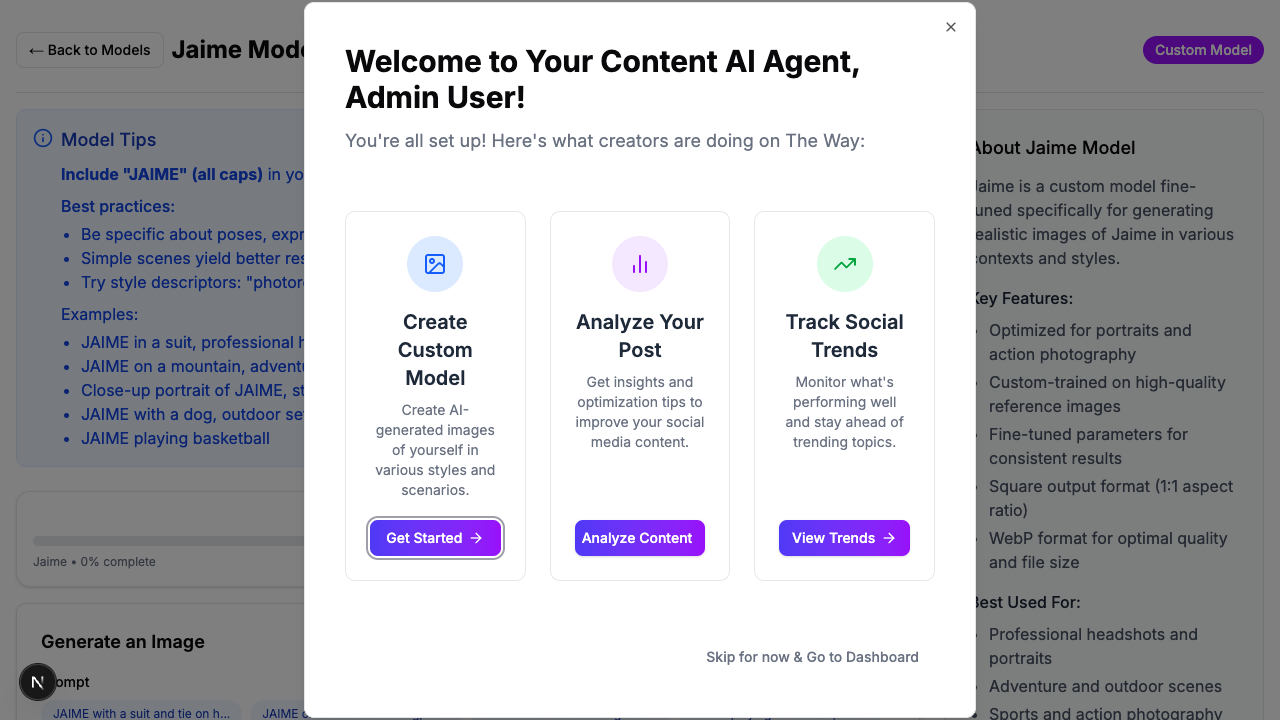 ← Back to Models
Jaime Mod
Custom Model
Welcome to Your Content AI Agent,
Admin User!
You're all set up! Here's what creators are doing on The Way:
Create
Custom
Model
Create AI-
generated images
of yourself in
various styles and
scenarios.
Get Started →
Analyze Your
Post
Get insights and
optimization tips to
improve your social
media content.
Analyze Content
Track Social
Trends
Monitor what's
performing well
and stay ahead of
trending topics.
View Trends →
Skip for now & Go to Dashboard
Model Tips
Include "JAIME" (all caps) in yo
Best practices:
• Be specific about poses, expr
• Simple scenes yield better res
• Try style descriptors: "photor
Examples:
• JAIME in a suit, professional h
• JAIME on a mountain, advent
• Close-up portrait of JAIME, st
• JAIME with a dog, outdoor se
• JAIME playing basketball
Jaime • 0% complete
Generate an Image
N
ompt
JAIME with a suit and tie on h...
JAIME
About Jaime Model
Jaime is a custom model fine-
tuned specifically for generating
realistic images of Jaime in various
contexts and styles.
Key Features:
Optimized for portraits and
action photography
Custom-trained on high-quality
reference images
Fine-tuned parameters for
consistent results
Square output format (1:1 aspect
ratio)
WebP format for optimal quality
and file size
Best Used For:
Professional headshots and
portraits
Adventure and outdoor scenes
Sports and action photography